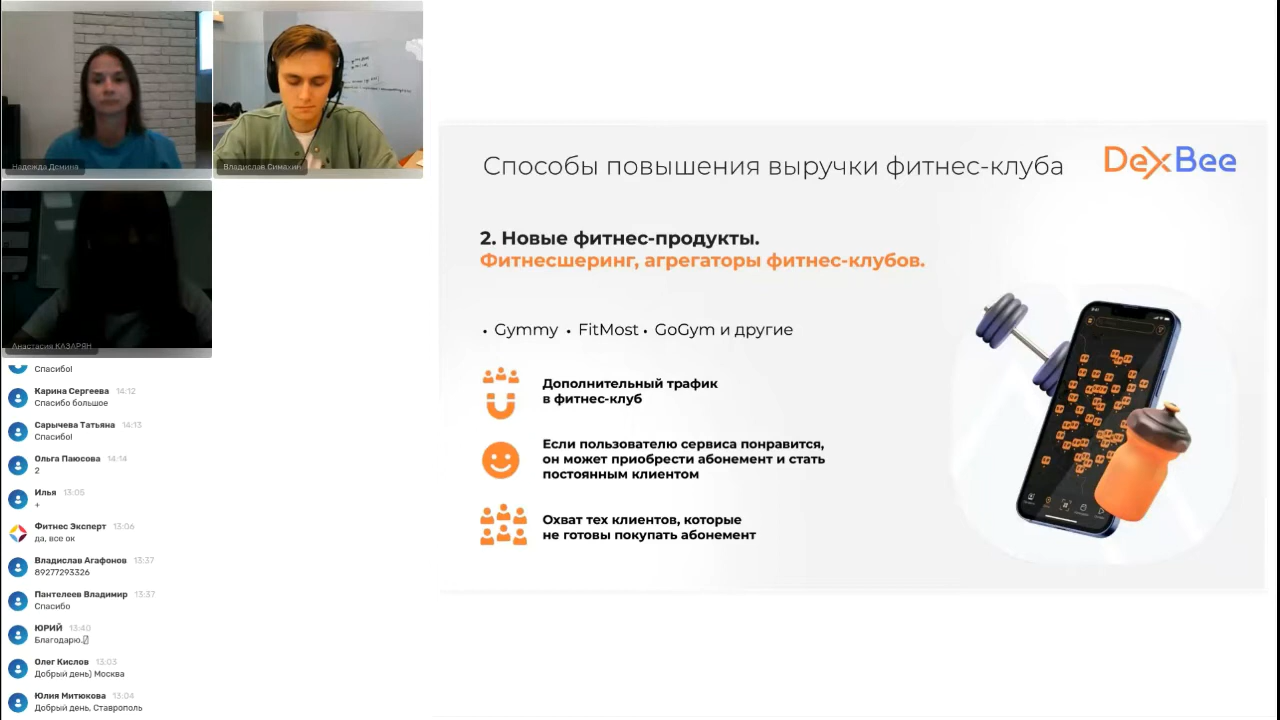 Надежда Демина
Владислав Симахин
Анастасия КАЗАРЯН
Спасибо!
Карина Сергеева 14:12
Спасибо большое
Сарычева Татьяна 14:13
Спасибо!
Ольга Паюсова 14:14
2
Илья 13:05
+
Фитнес Эксперт 13:06
да, все ок
Владислав Агафонов 13:37
89277293326
Пантелеев Владимир 13:37
Спасибо
ЮРИЙ 13:40
Благодарю.
Олег Кислов 13:03
Добрый день) Москва
Юлия Митюкова 13:04
Добрый день, Ставрополь
Способы повышения выручки фитнес-клуба
DexBee
2. Новые фитнес-продукты.
Фитнесшеринг, агрегаторы фитнес-клубов.
• Gymmy • FitMost • GoGym и другие
Дополнительный трафик
в фитнес-клуб
Если пользователю сервиса понравится,
он может приобрести абонемент и стать
постоянным клиентом
Охват тех клиентов, которые
не готовы покупать абонемент